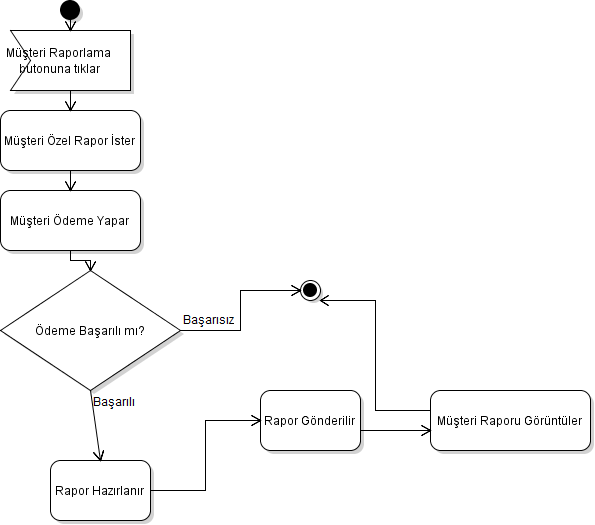 Müşteri Raporlama
butonuna tıklar
Müşteri Özel Rapor İster
Müşteri Ödeme Yapar
Ödeme Başarılı mı?
Başarısız
Başarılı
Rapor Gönderilir
Müşteri Raporu Görüntüler
Rapor Hazırlanır